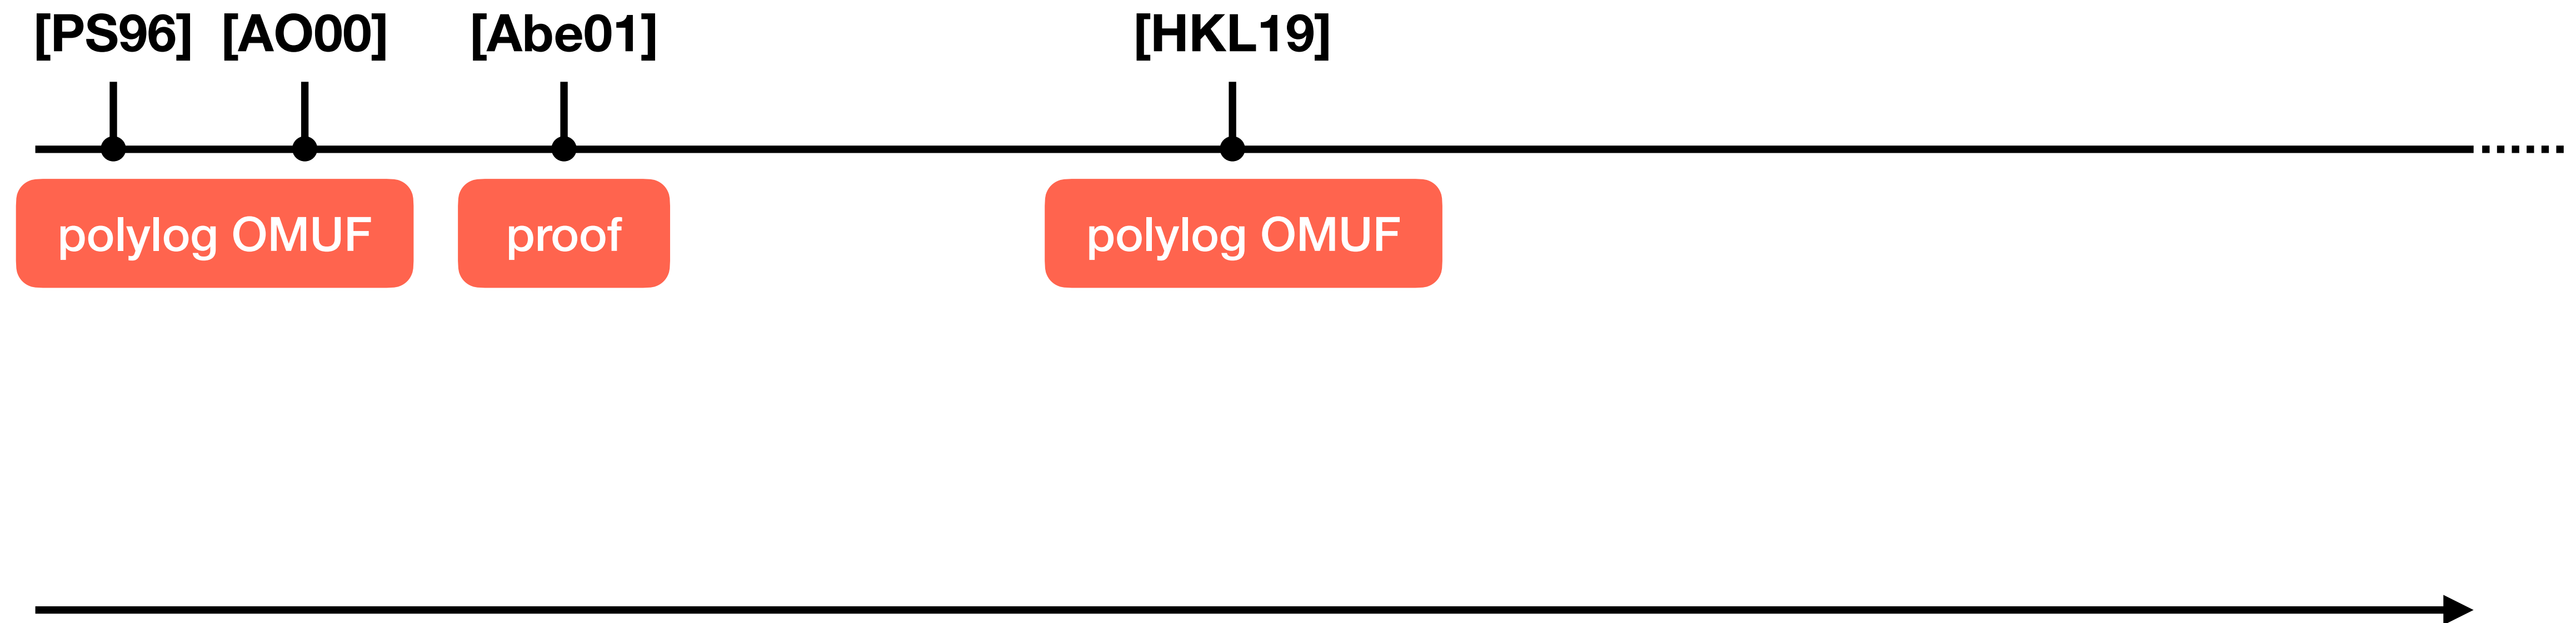 [PS96] [AO00] [Abe01] [HKL19]
polylog OMUF proof polylog OMUF